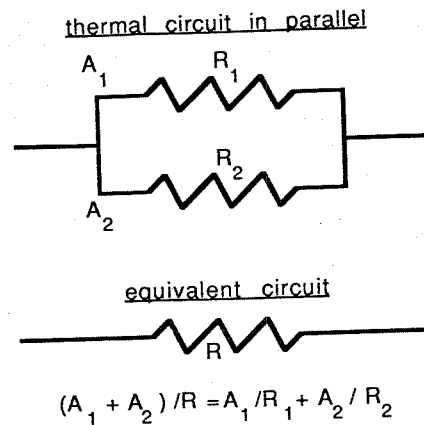 thermal circuit in parallel
A₁ R₁
R₂
A₂
equivalent circuit
R
(A₁ + A₂) /R = A₁/R₁ + A₂ / R₂